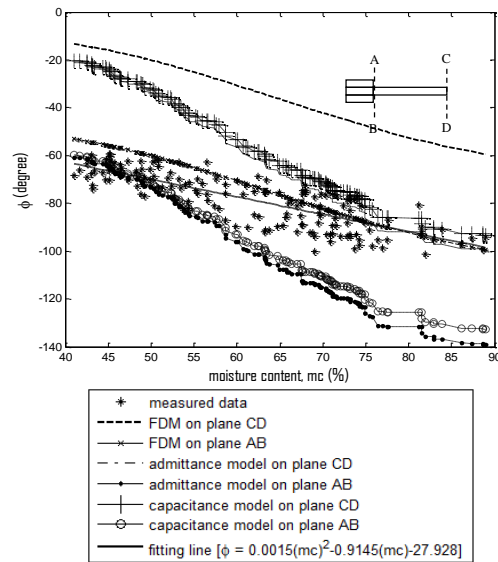 0
-20
-40
-60
-80
-100
-120
-140
ϕ (degree)
A
C
B
D
40 45 50 55 60 65 70 75 80 85 90
moisture content, mc (%)
measured data
FDM on plane CD
FDM on plane AB
admittance model on plane CD
admittance model on plane AB
capacitance model on plane CD
capacitance model on plane AB
fitting line [ϕ = 0.0015(mc)²-0.9145(mc)-27.928]